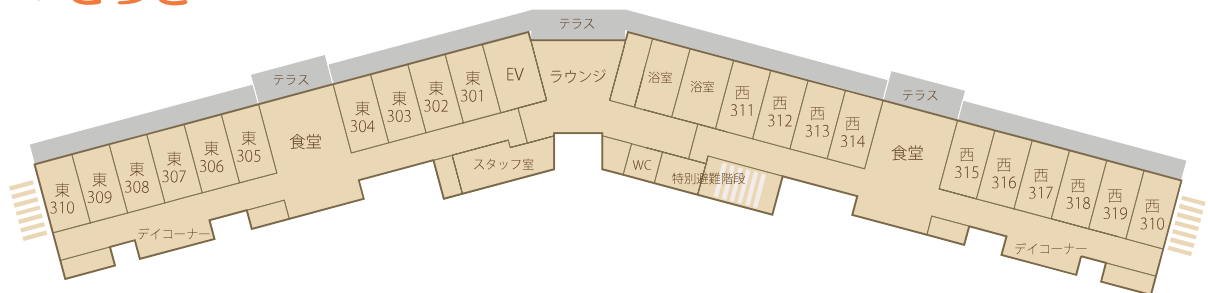 テラス
テラス
テラス
東
310
東
309
東
308
東
307
東
306
東
305
食堂
東
304
東
303
東
302
東
301
EV
ラウンジ
浴室
浴室
西
311
西
312
西
313
西
314
食堂
西
315
西
316
西
317
西
318
西
319
西
310
スタッフ室
WC
特別避難階段
デイコーナー
デイコーナー